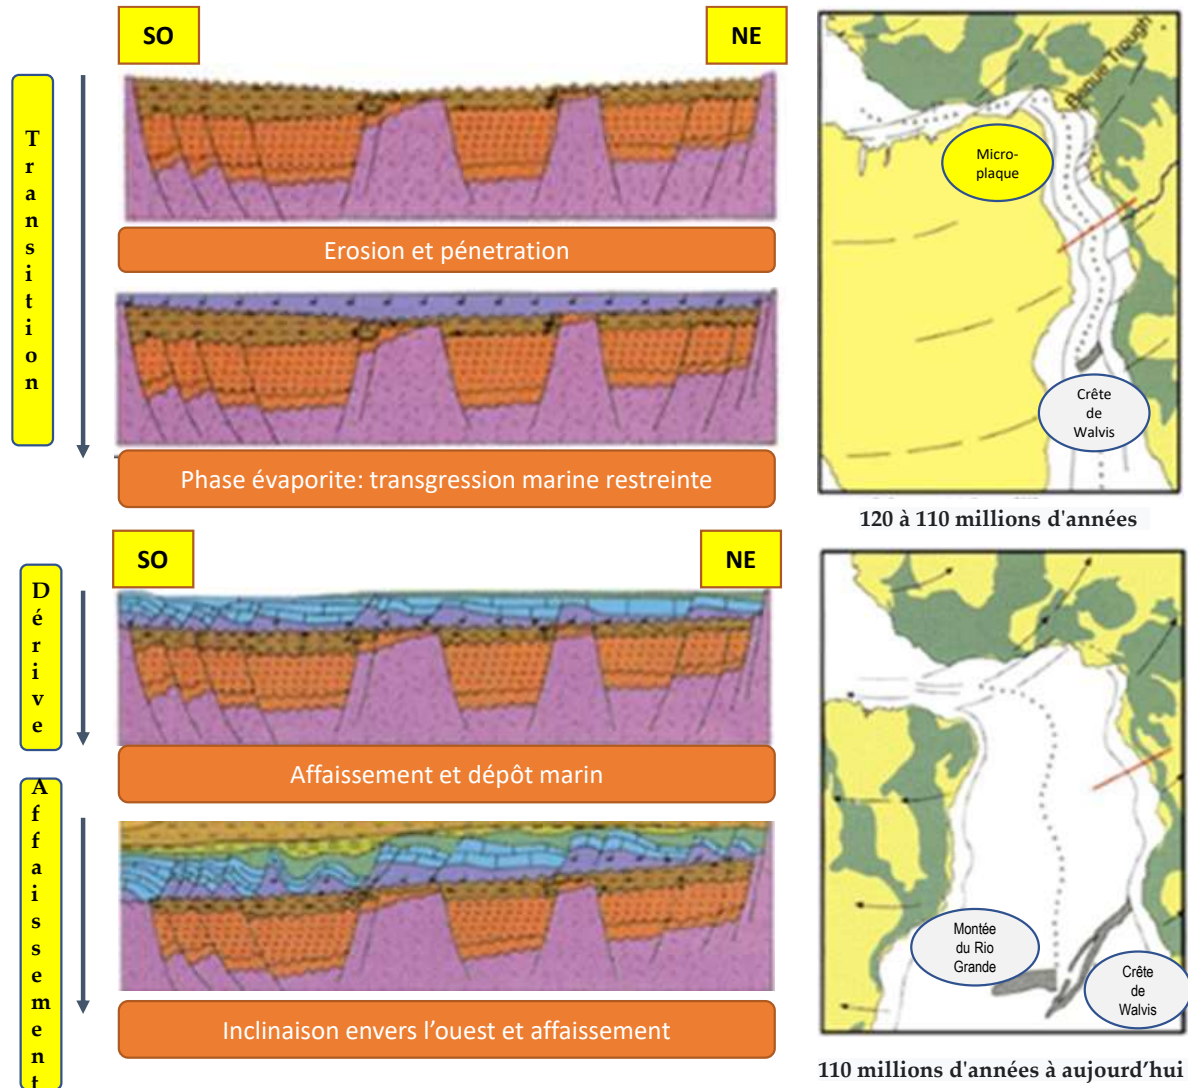 SO
NE
Transition
Erosion et pénetration
Phase évaporite: transgression marine restreinte
Benue Trough
Micro-
plaque
Crête
de
Walvis
120 à 110 millions d'années
SO
NE
Dérive
Affaissement et dépôt marin
Affaissement
Inclinaison envers l’ouest et affaissement
Montée
du Rio
Grande
Crête
de
Walvis
110 millions d'années à aujourd’hui